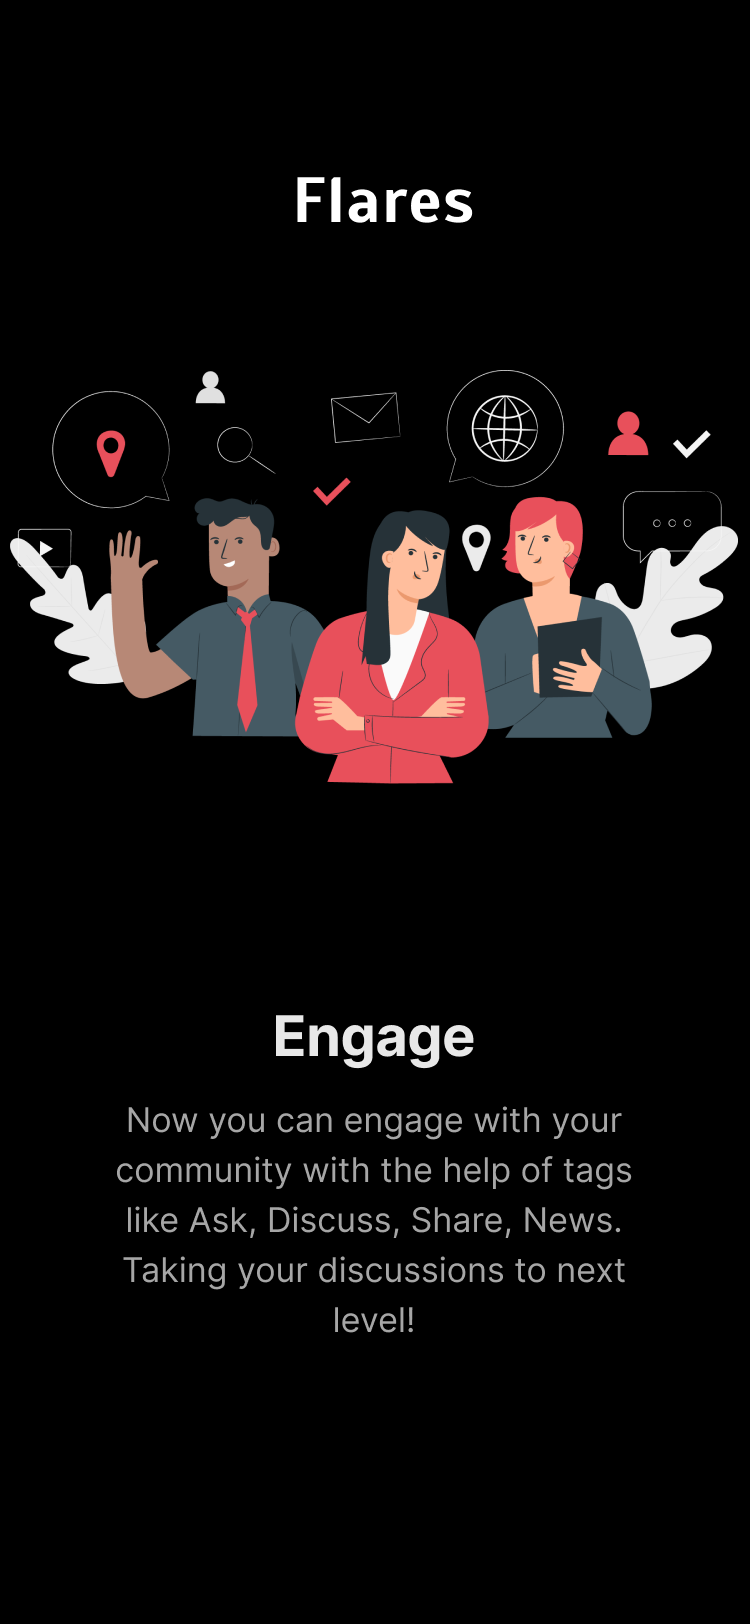 Flares
Engage
Now you can engage with your
community with the help of tags
like Ask, Discuss, Share, News.
Taking your discussions to next
level!